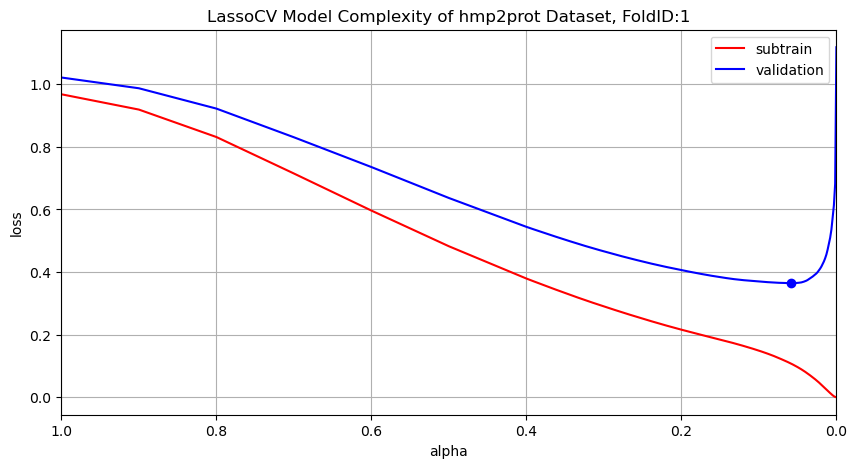 LassoCV Model Complexity of hmp2prot Dataset, FoldID:1
subtrain
validation
loss
1.0
0.8
0.6
0.4
0.2
0.0
1.0
0.8
0.6
0.4
0.2
0.0
alpha